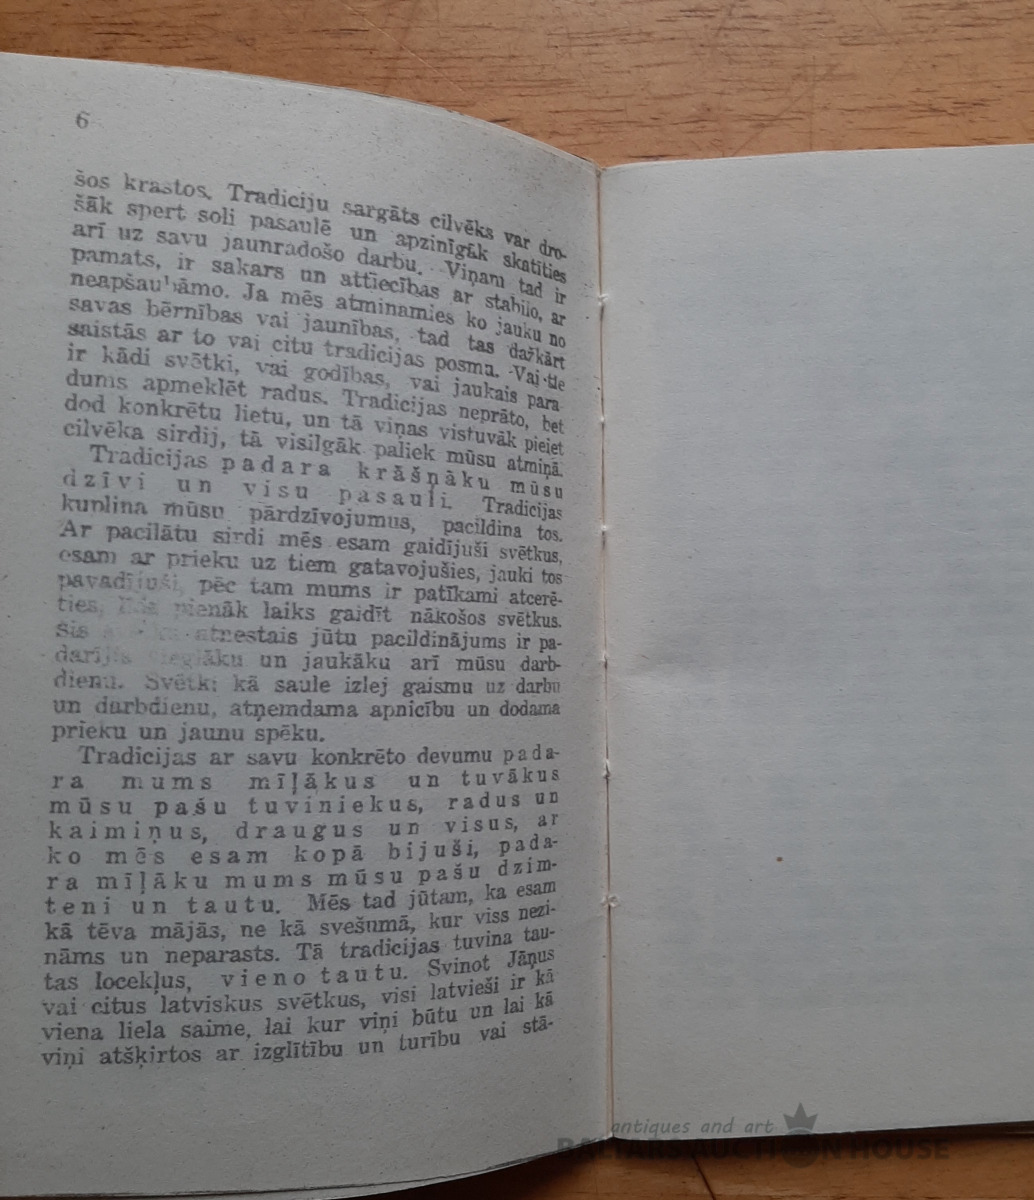 6
šos krastos. Tradiciju sargāts cilvēks var dro-
šāk spert soli pasaulē un apzinīgāk skatīties
arī uz savu jaunradošo darbu. Viņam tad ir
pamats, ir sakars un attiecības ar stabilo, ar
neapšaubāmo. Ja mēs atminamies ko jauku no
savas bērnības vai jaunības, tad tas dažkārt
saistās ar to vai citu tradicijas posmu. Vai tie
ir kādi svētki, vai godības, vai jaukais para
dums apmeklēt radus. Tradicijas neprāto, bet
dod konkrētu lietu, un tā viņas vistuvāk pieiet
cilvēka sirdij, tā visilgāk paliek mūsu atmiņā.
Tradicijas padara krāšņāku mūsu
dzīvi un visu pasauli. Tradicijas
kuplina mūsu pārdzīvojumus, pacildina tos.
Ar pacilātu sirdi mēs esam gaidījuši svētkus,
esam ar prieku uz tiem gatavojušies, jauki tos
pavadījuši, pēc tam mums ir patīkami atcerē-
ties, līdz pienāk laiks gaidīt nākošos svētkus.
Šis atnestais jūtu pacildinājums ir pa-
darījis vieglāku un jaukāku arī mūsu darb-
dienu. Svētki kā saule izlej gaismu uz darbu
un darbdienu, atņemdama apnicību un dodama
prieku un jaunu spēku.
Tradicijas ar savu konkrēto devumu pada-
ra mums mīļākus un tuvākus
mūsu pašu tuviniekus, radus un
kaimiņus, draugus un visus, ar
ko mēs esam kopā bijuši, pada-
ra mīļāku mums mūsu pašu dzim-
teni un tautu. Mēs tad jūtam, ka esam
kā tēva mājās, ne kā svešumā, kur viss nezi-
nāms un neparasts. Tā tradicijas tuvina tau-
tas locekļus, vieno tautu. Svinot Jāņus
vai citus latviskus svētkus, visi latvieši ir kā
viena liela saime, lai kur viņi būtu un lai kā
viņi atšķirtos ar izglītību un turību vai stā-
antiques and art
BALTARS AUCTION HOUSE